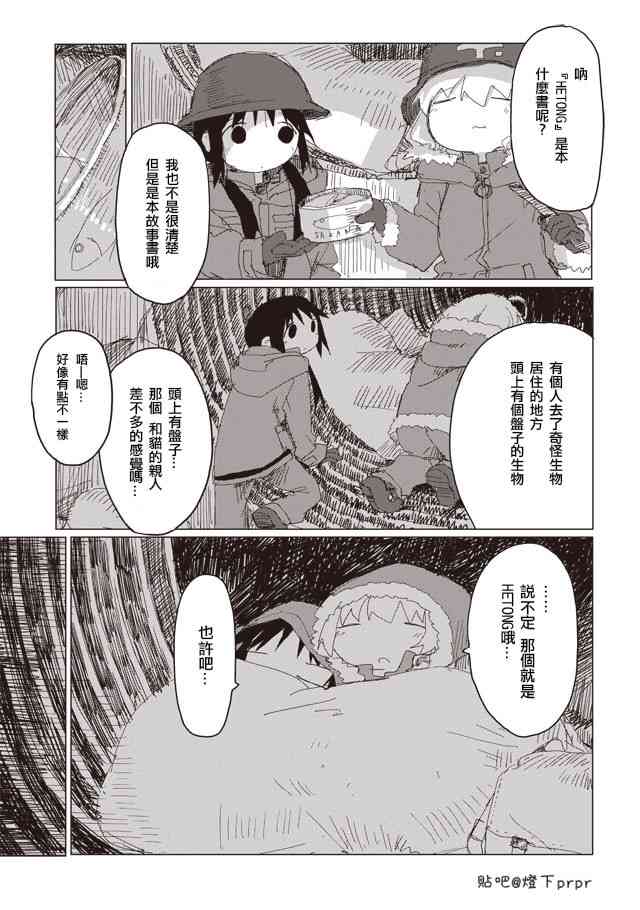 吶
『HETONG』是本
什麼書呢?
我也不是很清楚
但是是本故事書哦
有個人去了奇怪生物
居住的地方
頭上有個盤子的生物
頭上有盤子…
那個 和貓的親人
差不多的感覺嗎…
唔—嗯…
好像有點不一樣
……
說不定 那個就是
HETONG哦…
也許吧…
貼吧@燈下prpr